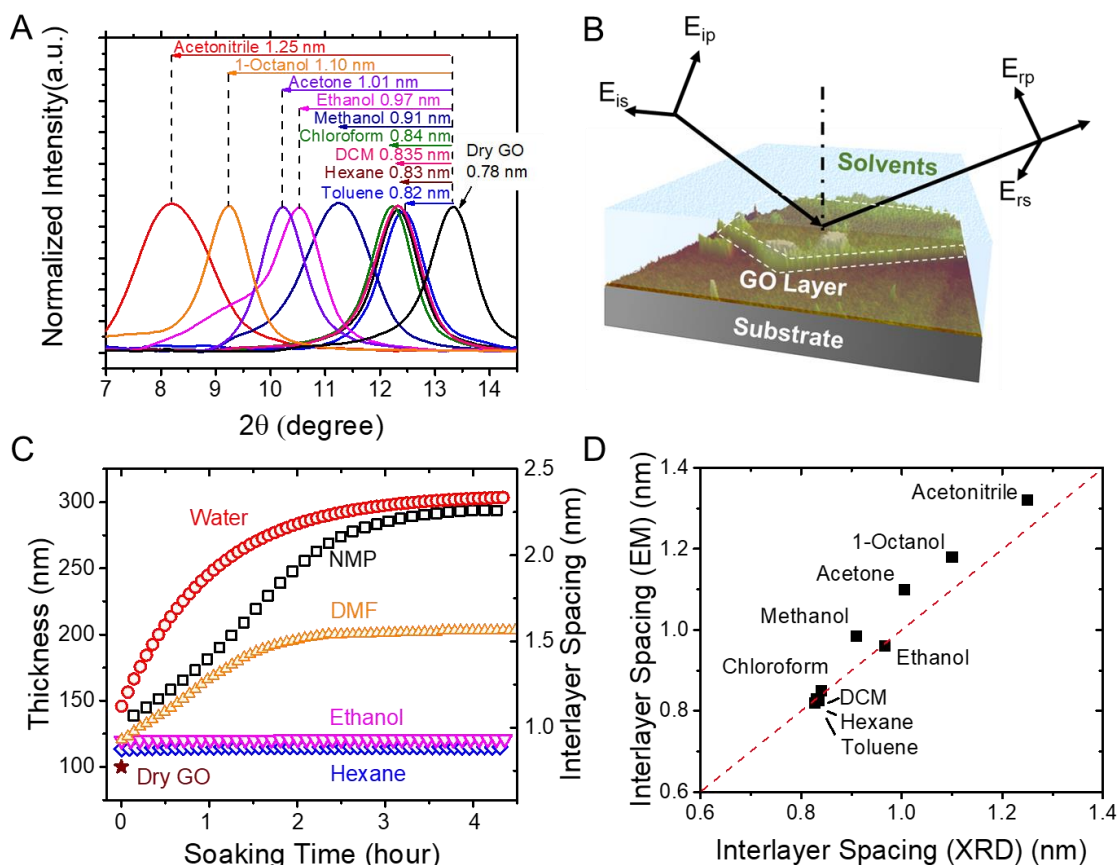 A
Acetonitrile 1.25 nm
1-Octanol 1.10 nm
Acetone 1.01 nm
Ethanol 0.97 nm
Methanol 0.91 nm
Chloroform 0.84 nm
DCM 0.835 nm
Hexane 0.83 nm
Toluene 0.82 nm
Dry GO
0.78 nm
Normalized Intensity(a.u.)
7 8 9 10 11 12 13 14
2θ (degree)
B
Eip
Eis
Erp
Ers
Solvents
GO Layer
Substrate
C
Water
NMP
DMF
Ethanol
Hexane
Dry GO
Thickness (nm)
300
250
200
150
100
Interlayer Spacing (nm)
2.5
2.0
1.5
1.0
0 1 2 3 4
Soaking Time (hour)
D
Interlayer Spacing (EM) (nm)
1.4
1.2
1.0
0.8
0.6
Acetonitrile
1-Octanol
Acetone
Methanol
Ethanol
Chloroform
DCM
Hexane
Toluene
0.6 0.8 1.0 1.2 1.4
Interlayer Spacing (XRD) (nm)